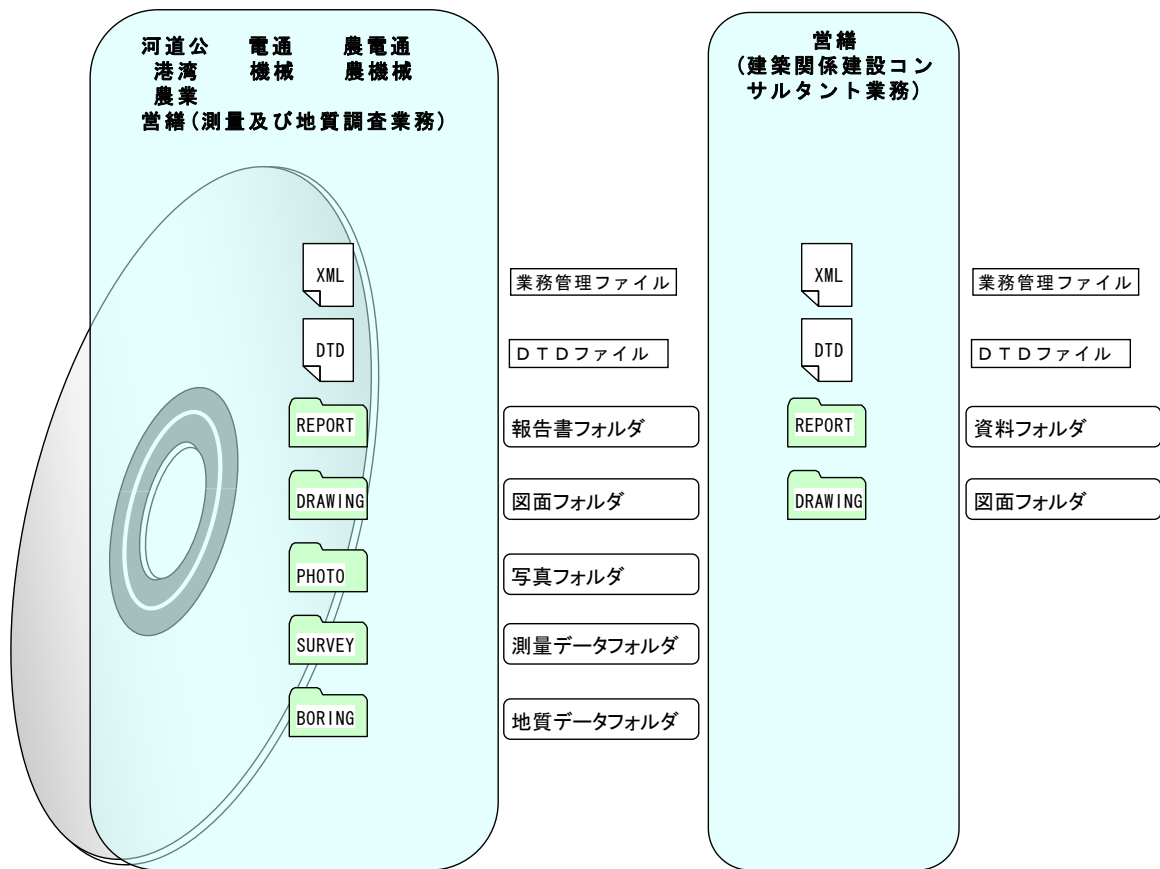 河道公 電通 農電通
港湾 機械 農機械
農業
営繕(測量及び地質調査業務)
XML 業務管理ファイル
DTD DTDファイル
REPORT 報告書フォルダ
DRAWING 図面フォルダ
PHOTO 写真フォルダ
SURVEY 測量データフォルダ
BORING 地質データフォルダ
営繕
(建築関係建設コン
サルタント業務)
XML 業務管理ファイル
DTD DTDファイル
REPORT 資料フォルダ
DRAWING 図面フォルダ